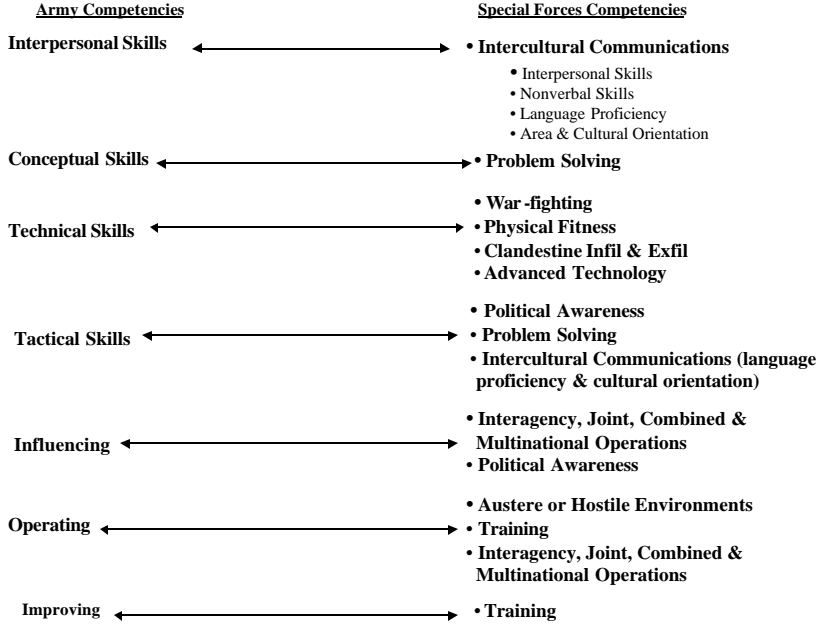 Army Competencies Special Forces Competencies
Interpersonal Skills • Intercultural Communications
• Interpersonal Skills
• Nonverbal Skills
• Language Proficiency
• Area & Cultural Orientation
Conceptual Skills • Problem Solving
• War-fighting
Technical Skills • Physical Fitness
• Clandestine Infil & Exfil
• Advanced Technology
• Political Awareness
Tactical Skills • Problem Solving
• Intercultural Communications (language
proficiency & cultural orientation)
• Interagency, Joint, Combined &
Influencing Multinational Operations
• Political Awareness
• Austere or Hostile Environments
Operating • Training
• Interagency, Joint, Combined &
Multinational Operations
Improving • Training